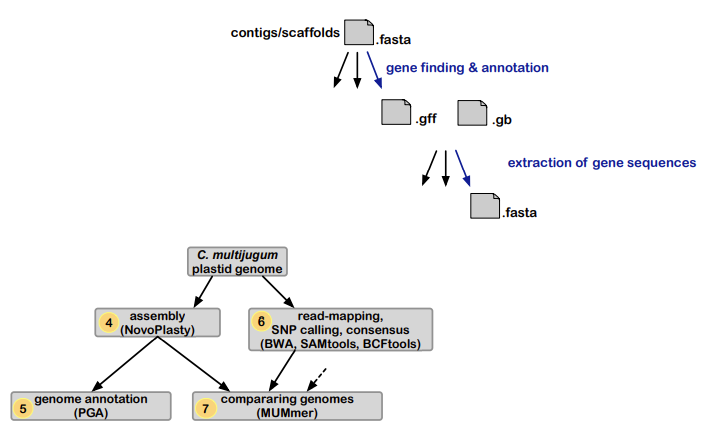 contigs/scaffolds
.fasta
gene finding & annotation
.gff
.gb
extraction of gene sequences
.fasta
C. multijugum
plastid genome
4
assembly
(NovoPlasty)
6
read-mapping,
SNP calling, consensus
(BWA, SAMtools, BCFtools)
5
genome annotation
(PGA)
7
compararing genomes
(MUMmer)